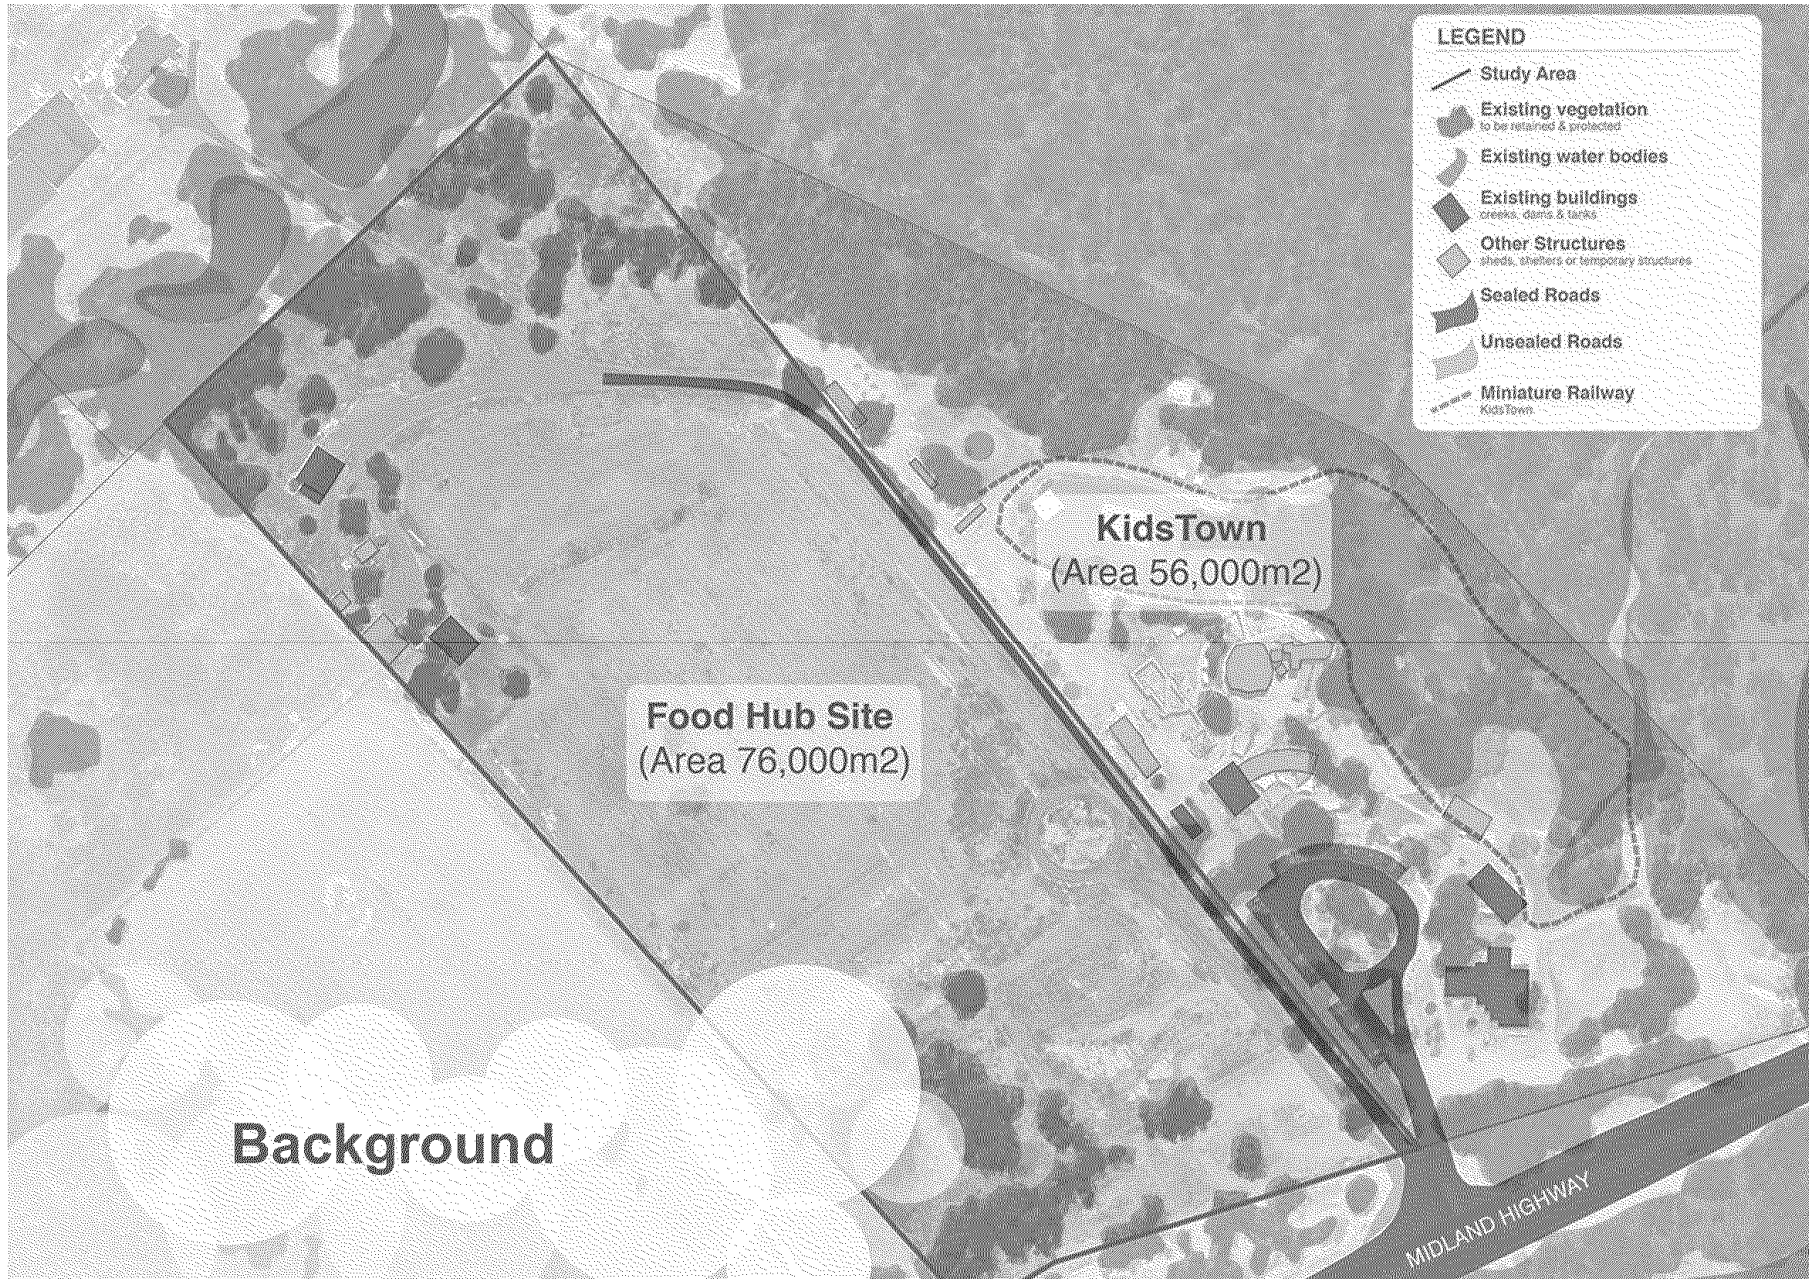 LEGEND
Study Area
Existing vegetation
to be retained & protected
Existing water bodies
Existing buildings
creeks, dams & tanks
Other Structures
sheds, shelters or temporary structures
Sealed Roads
Unsealed Roads
Miniature Railway
KidsTown
KidsTown
(Area 56,000m2)
Food Hub Site
(Area 76,000m2)
Background
MIDLAND HIGHWAY